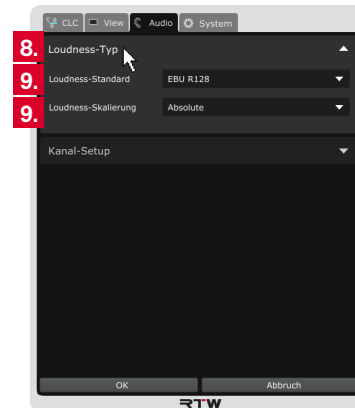 CLC View Audio System
8. Loudness-Typ
9. Loudness-Standard EBU R128
9. Loudness-Skalierung Absolute
Kanal-Setup
OK Abbruch
RTW